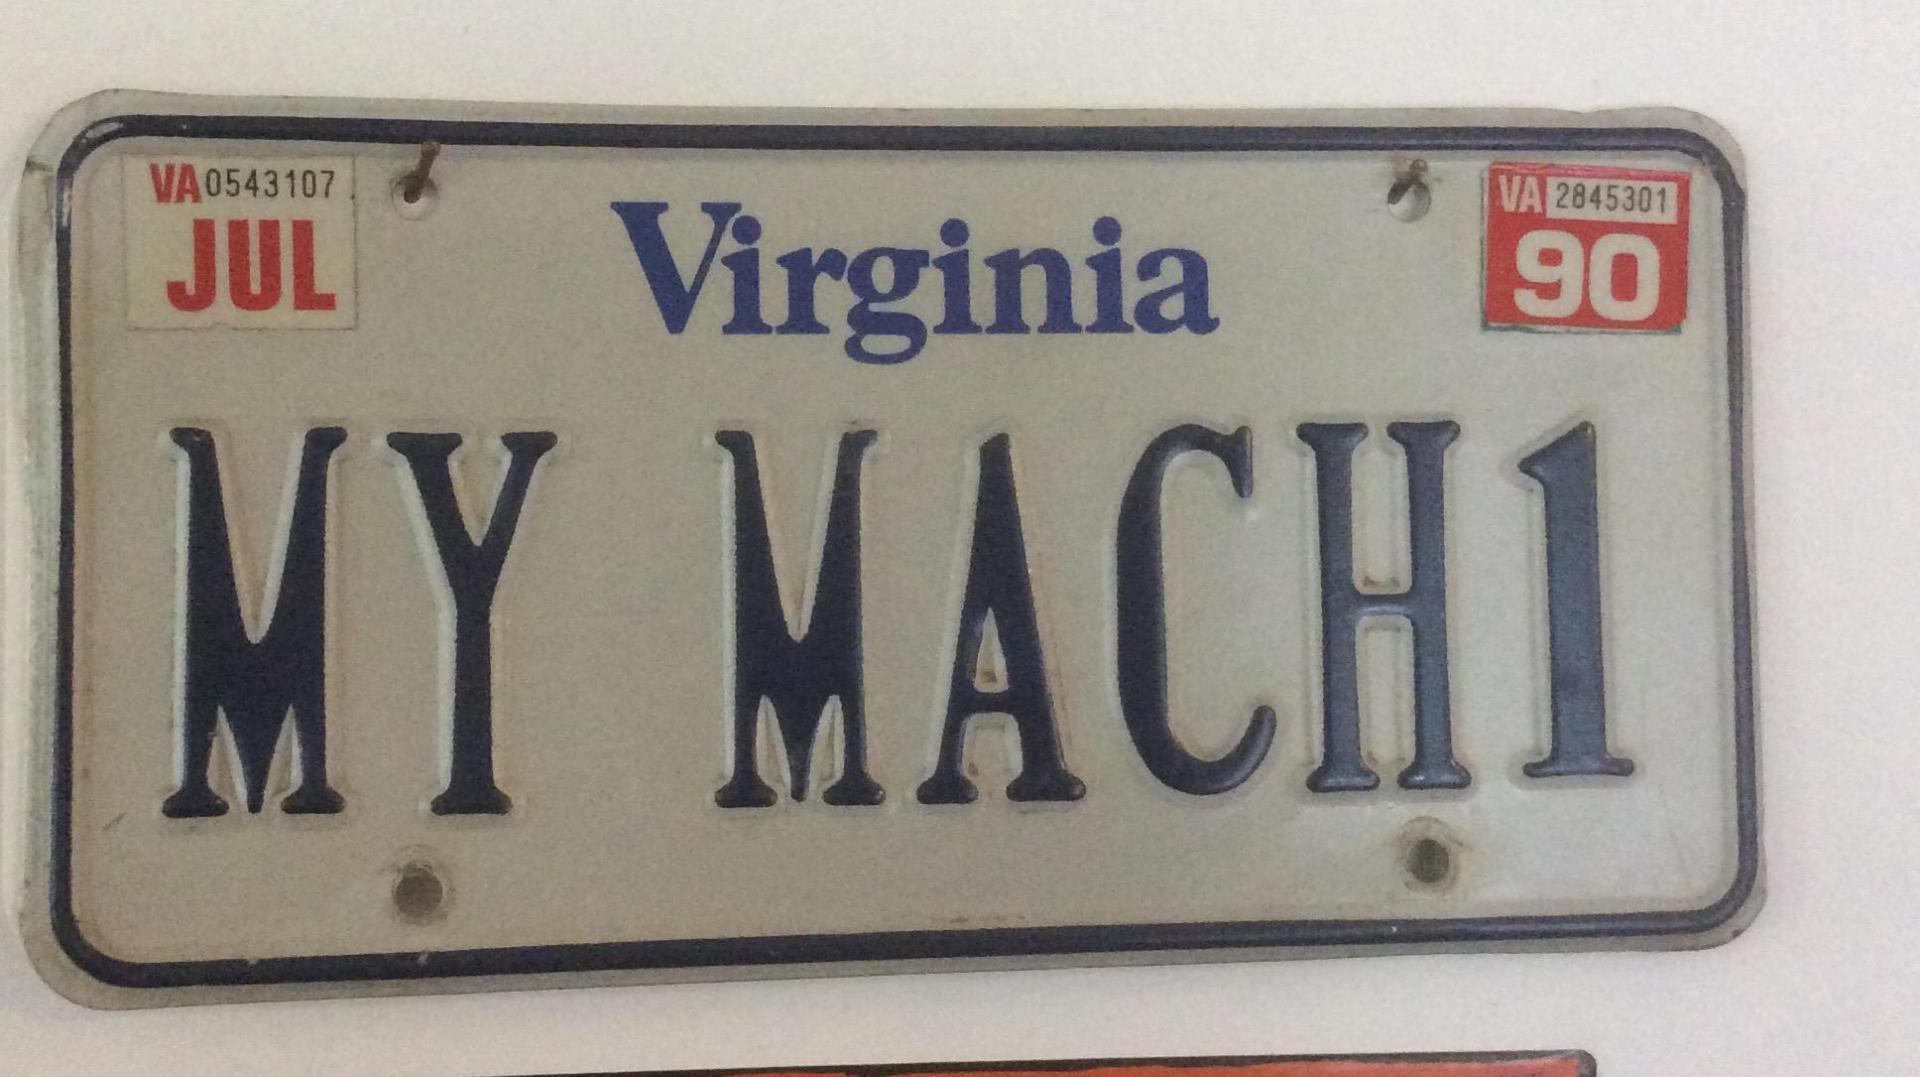 VA 0543107
JUL
Virginia
VA 2845301
90
MY MACH1